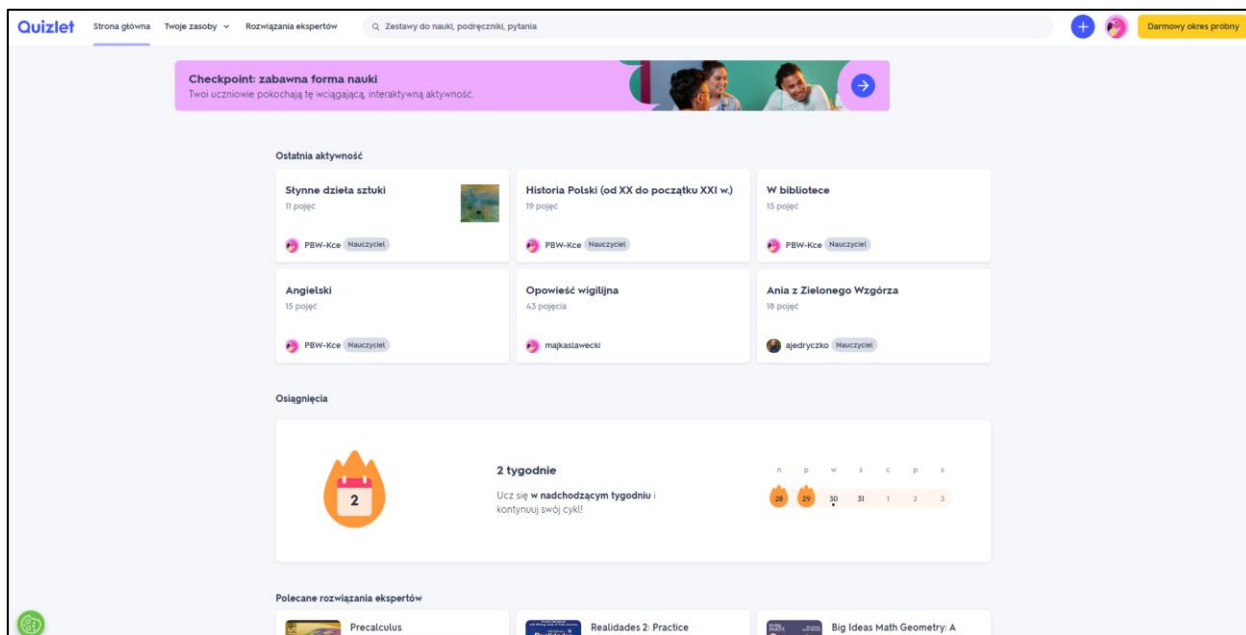 Quizlet
Strona główna
Twoje zasoby
Rozwiązania ekspertów
Zestawy do nauki, podręczniki, pytania
Darmowy okres próbny
Checkpoint: zabawna forma nauki
Twoi uczniowie pokochają tę wciągającą, interaktywną aktywność.
Ostatnia aktywność
Słynne dzieła sztuki
11 pojęć
PBW-Kce Nauczyciel
Historia Polski (od XX do początku XXI w.)
19 pojęć
PBW-Kce Nauczyciel
W bibliotece
15 pojęć
PBW-Kce Nauczyciel
Angielski
15 pojęć
PBW-Kce Nauczyciel
Opowieść wigilijna
43 pojęcia
majkaslawecki
Ania z Zielonego Wzgórza
18 pojęć
ajedryczko Nauczyciel
Osiągnięcia
2
2 tygodnie
Ucz się w nadchodzącym tygodniu i
kontynuuj swój cykl!
n p w ś c p s
28 29 30 31 1 2 3
Polecane rozwiązania ekspertów
Precalculus
Realidades 2: Practice
Big Ideas Math Geometry: A